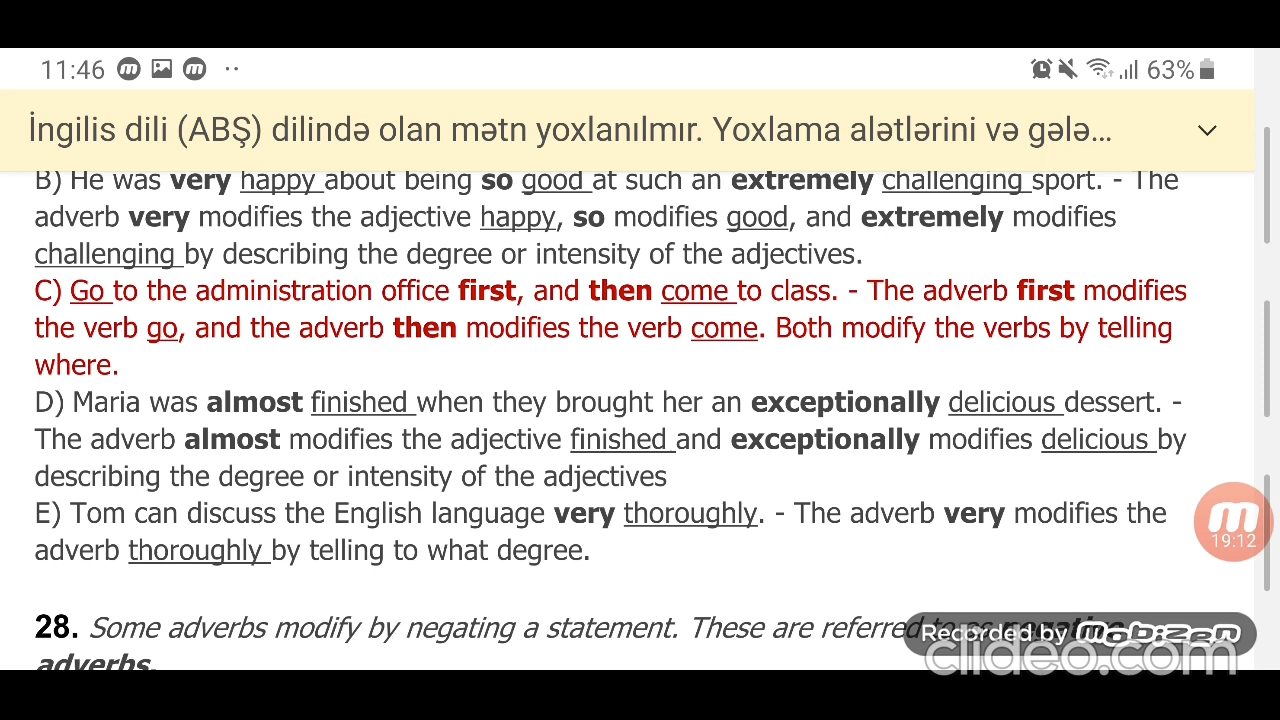 11:46
63%
İngilis dili (ABŞ) dilində olan mətn yoxlanılmır. Yoxlama alətlərini və gələ...
B) He was very happy about being so good at such an extremely challenging sport. - The
adverb very modifies the adjective happy, so modifies good, and extremely modifies
challenging by describing the degree or intensity of the adjectives.
C) Go to the administration office first, and then come to class. - The adverb first modifies
the verb go, and the adverb then modifies the verb come. Both modify the verbs by telling
where.
D) Maria was almost finished when they brought her an exceptionally delicious dessert. -
The adverb almost modifies the adjective finished and exceptionally modifies delicious by
describing the degree or intensity of the adjectives
E) Tom can discuss the English language very thoroughly. - The adverb very modifies the
adverb thoroughly by telling to what degree.
19:12
28. Some adverbs modify by negating a statement. These are referred to as negative
adverbs.
Recorded by mobizen
clideo.com